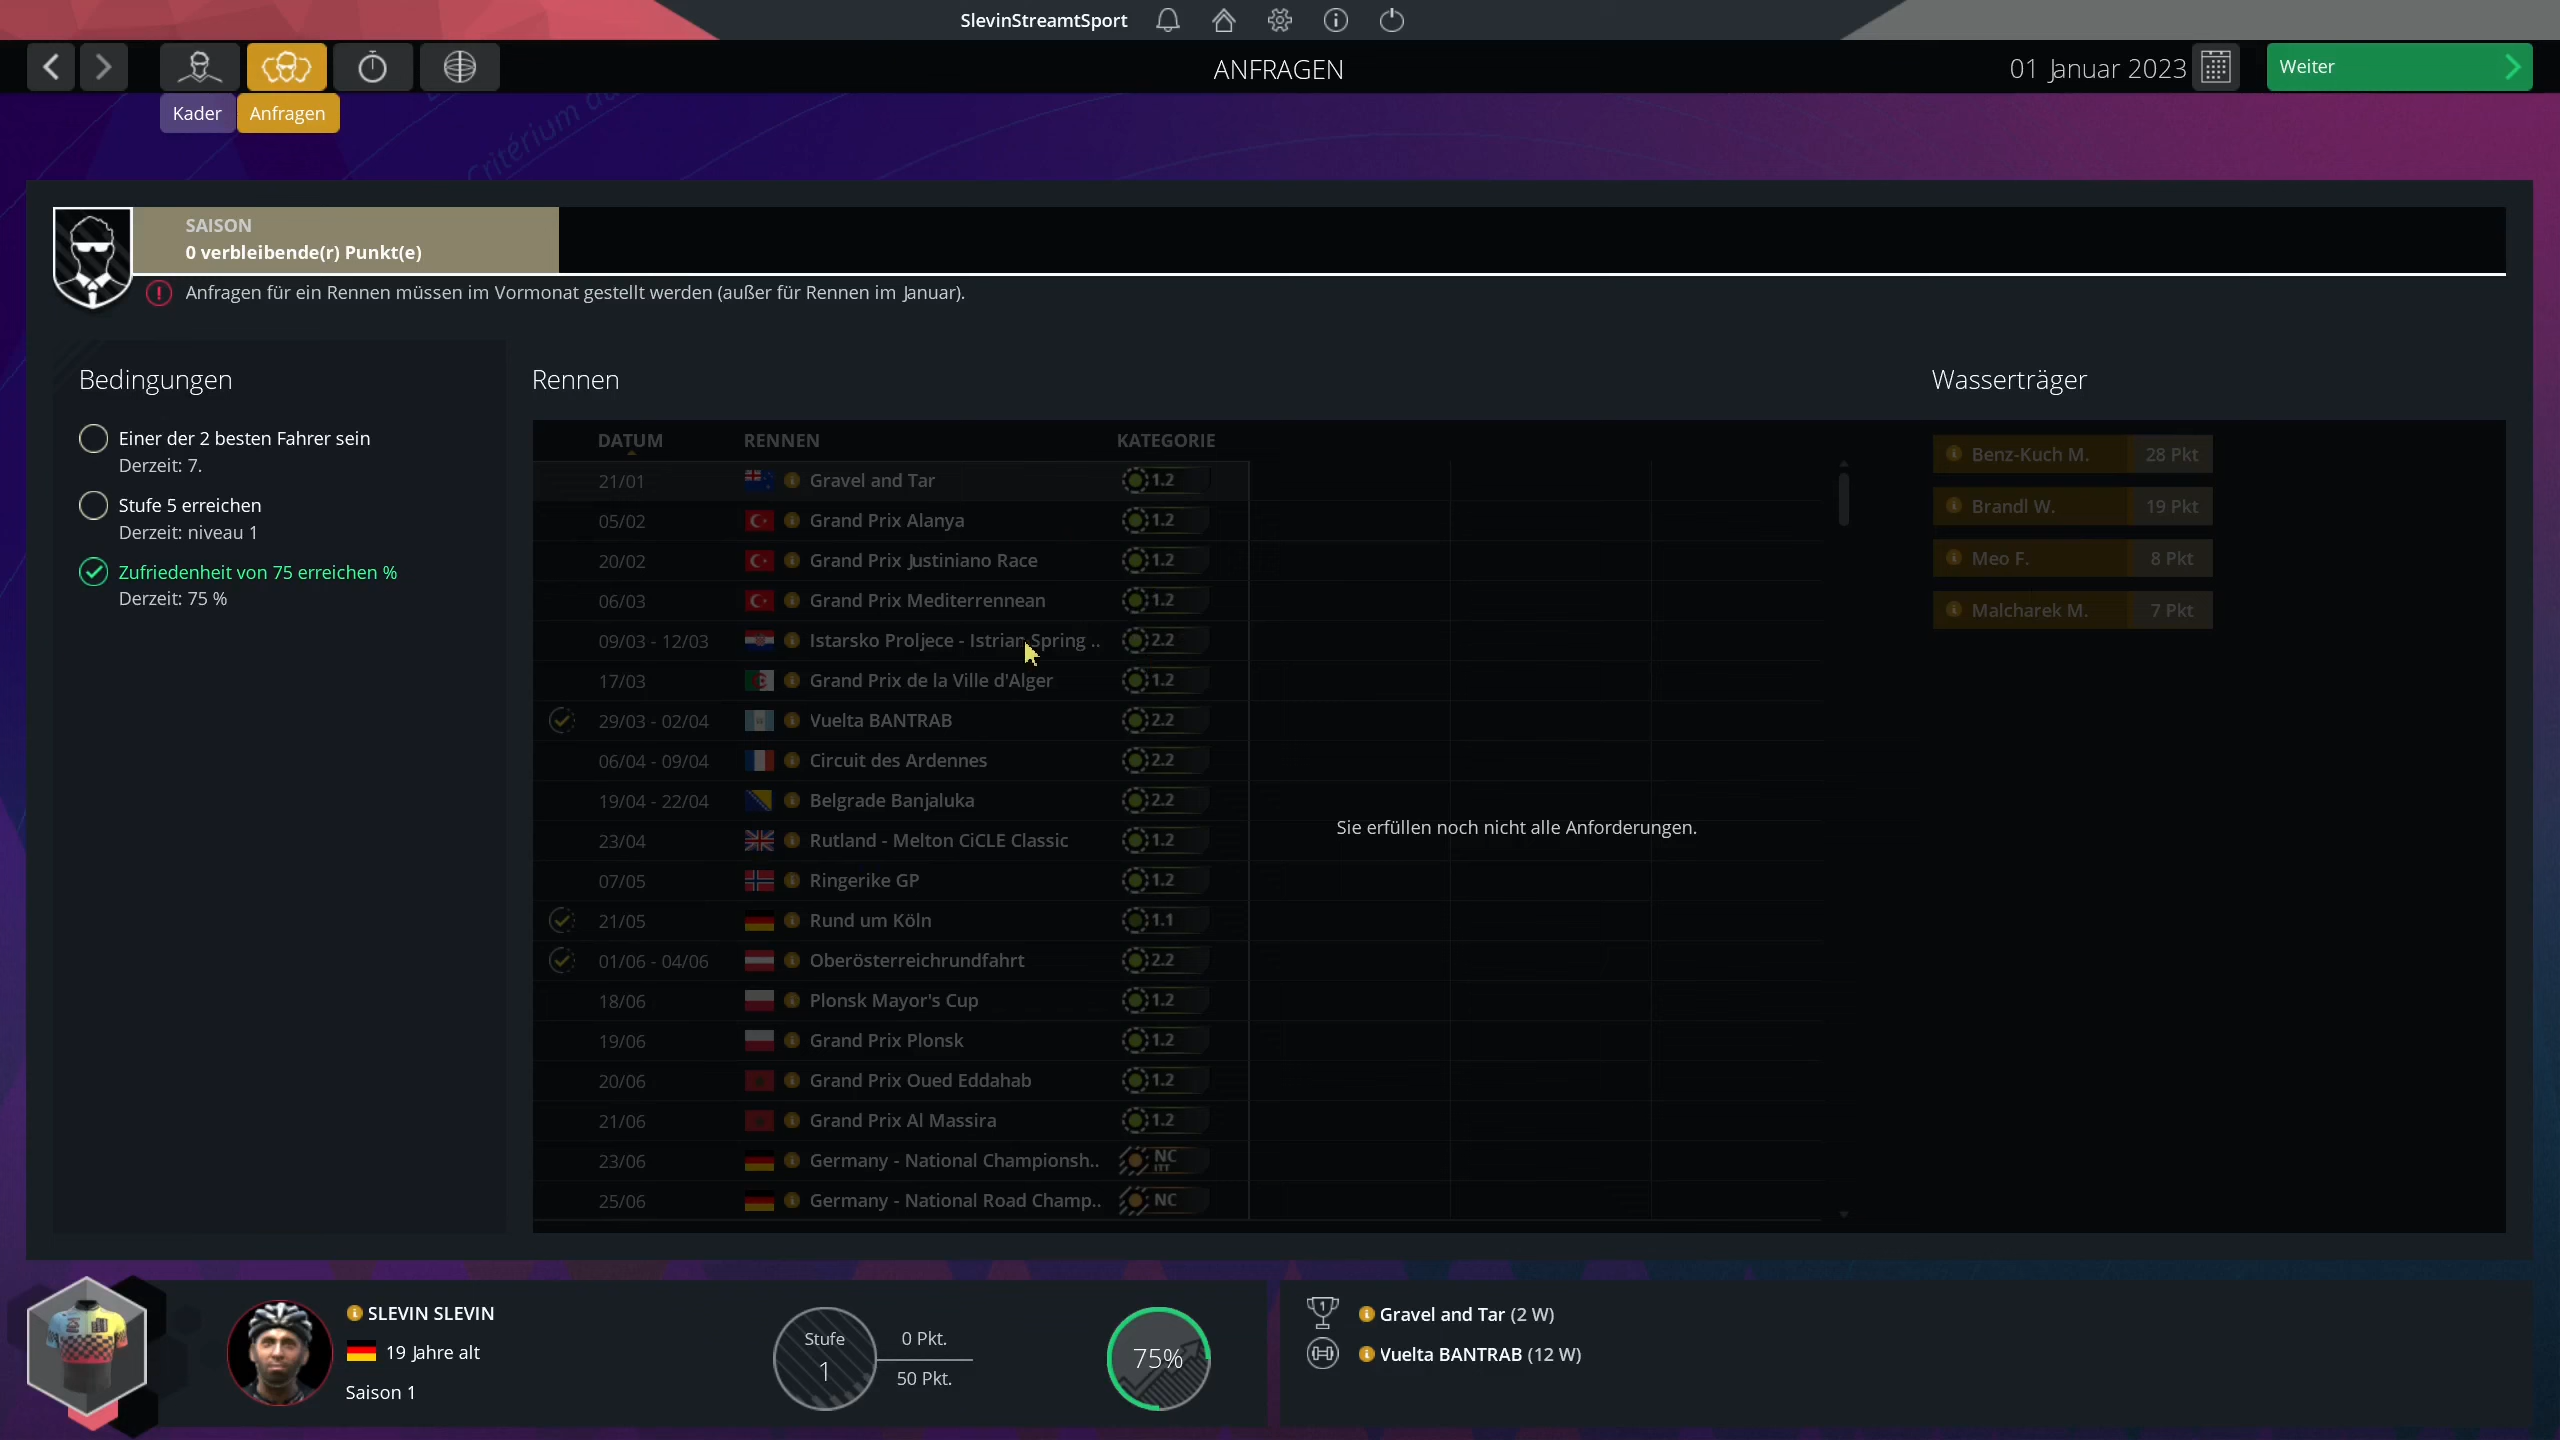 SlevinStreamtSport
ANFRAGEN
01 Januar 2023
Weiter
Kader
Anfragen
SAISON
0 verbleibende(r) Punkt(e)
Anfragen für ein Rennen müssen im Vormonat gestellt werden (außer für Rennen im Januar).
Bedingungen
Einer der 2 besten Fahrer sein
Derzeit: 7.
Stufe 5 erreichen
Derzeit: niveau 1
Zufriedenheit von 75 erreichen %
Derzeit: 75 %
Rennen
DATUM RENNEN KATEGORIE
21/01 Gravel and Tar 1.2
05/02 Grand Prix Alanya 1.2
20/02 Grand Prix Justiniano Race 1.2
06/03 Grand Prix Mediterrennean 1.2
09/03 - 12/03 Istarsko Proljece - Istrian Spring .. 2.2
17/03 Grand Prix de la Ville d'Alger 1.2
29/03 - 02/04 Vuelta BANTRAB 2.2
06/04 - 09/04 Circuit des Ardennes 2.2
19/04 - 22/04 Belgrade Banjaluka 2.2
23/04 Rutland - Melton CiCLE Classic 1.2
07/05 Ringerike GP 1.2
21/05 Rund um Köln 1.1
01/06 - 04/06 Oberösterreichrundfahrt 2.2
18/06 Plonsk Mayor's Cup 1.2
19/06 Grand Prix Plonsk 1.2
20/06 Grand Prix Oued Eddahab 1.2
21/06 Grand Prix Al Massira 1.2
23/06 Germany - National Championsh.. NC ITT
25/06 Germany - National Road Champ.. NC
Sie erfüllen noch nicht alle Anforderungen.
Wasserträger
Benz-Kuch M. 28 Pkt
Brandl W. 19 Pkt
Meo F. 8 Pkt
Malcharek M. 7 Pkt
SLEVIN SLEVIN
19 Jahre alt
Saison 1
Stufe
1
0 Pkt.
50 Pkt.
75%
Gravel and Tar (2 W)
Vuelta BANTRAB (12 W)